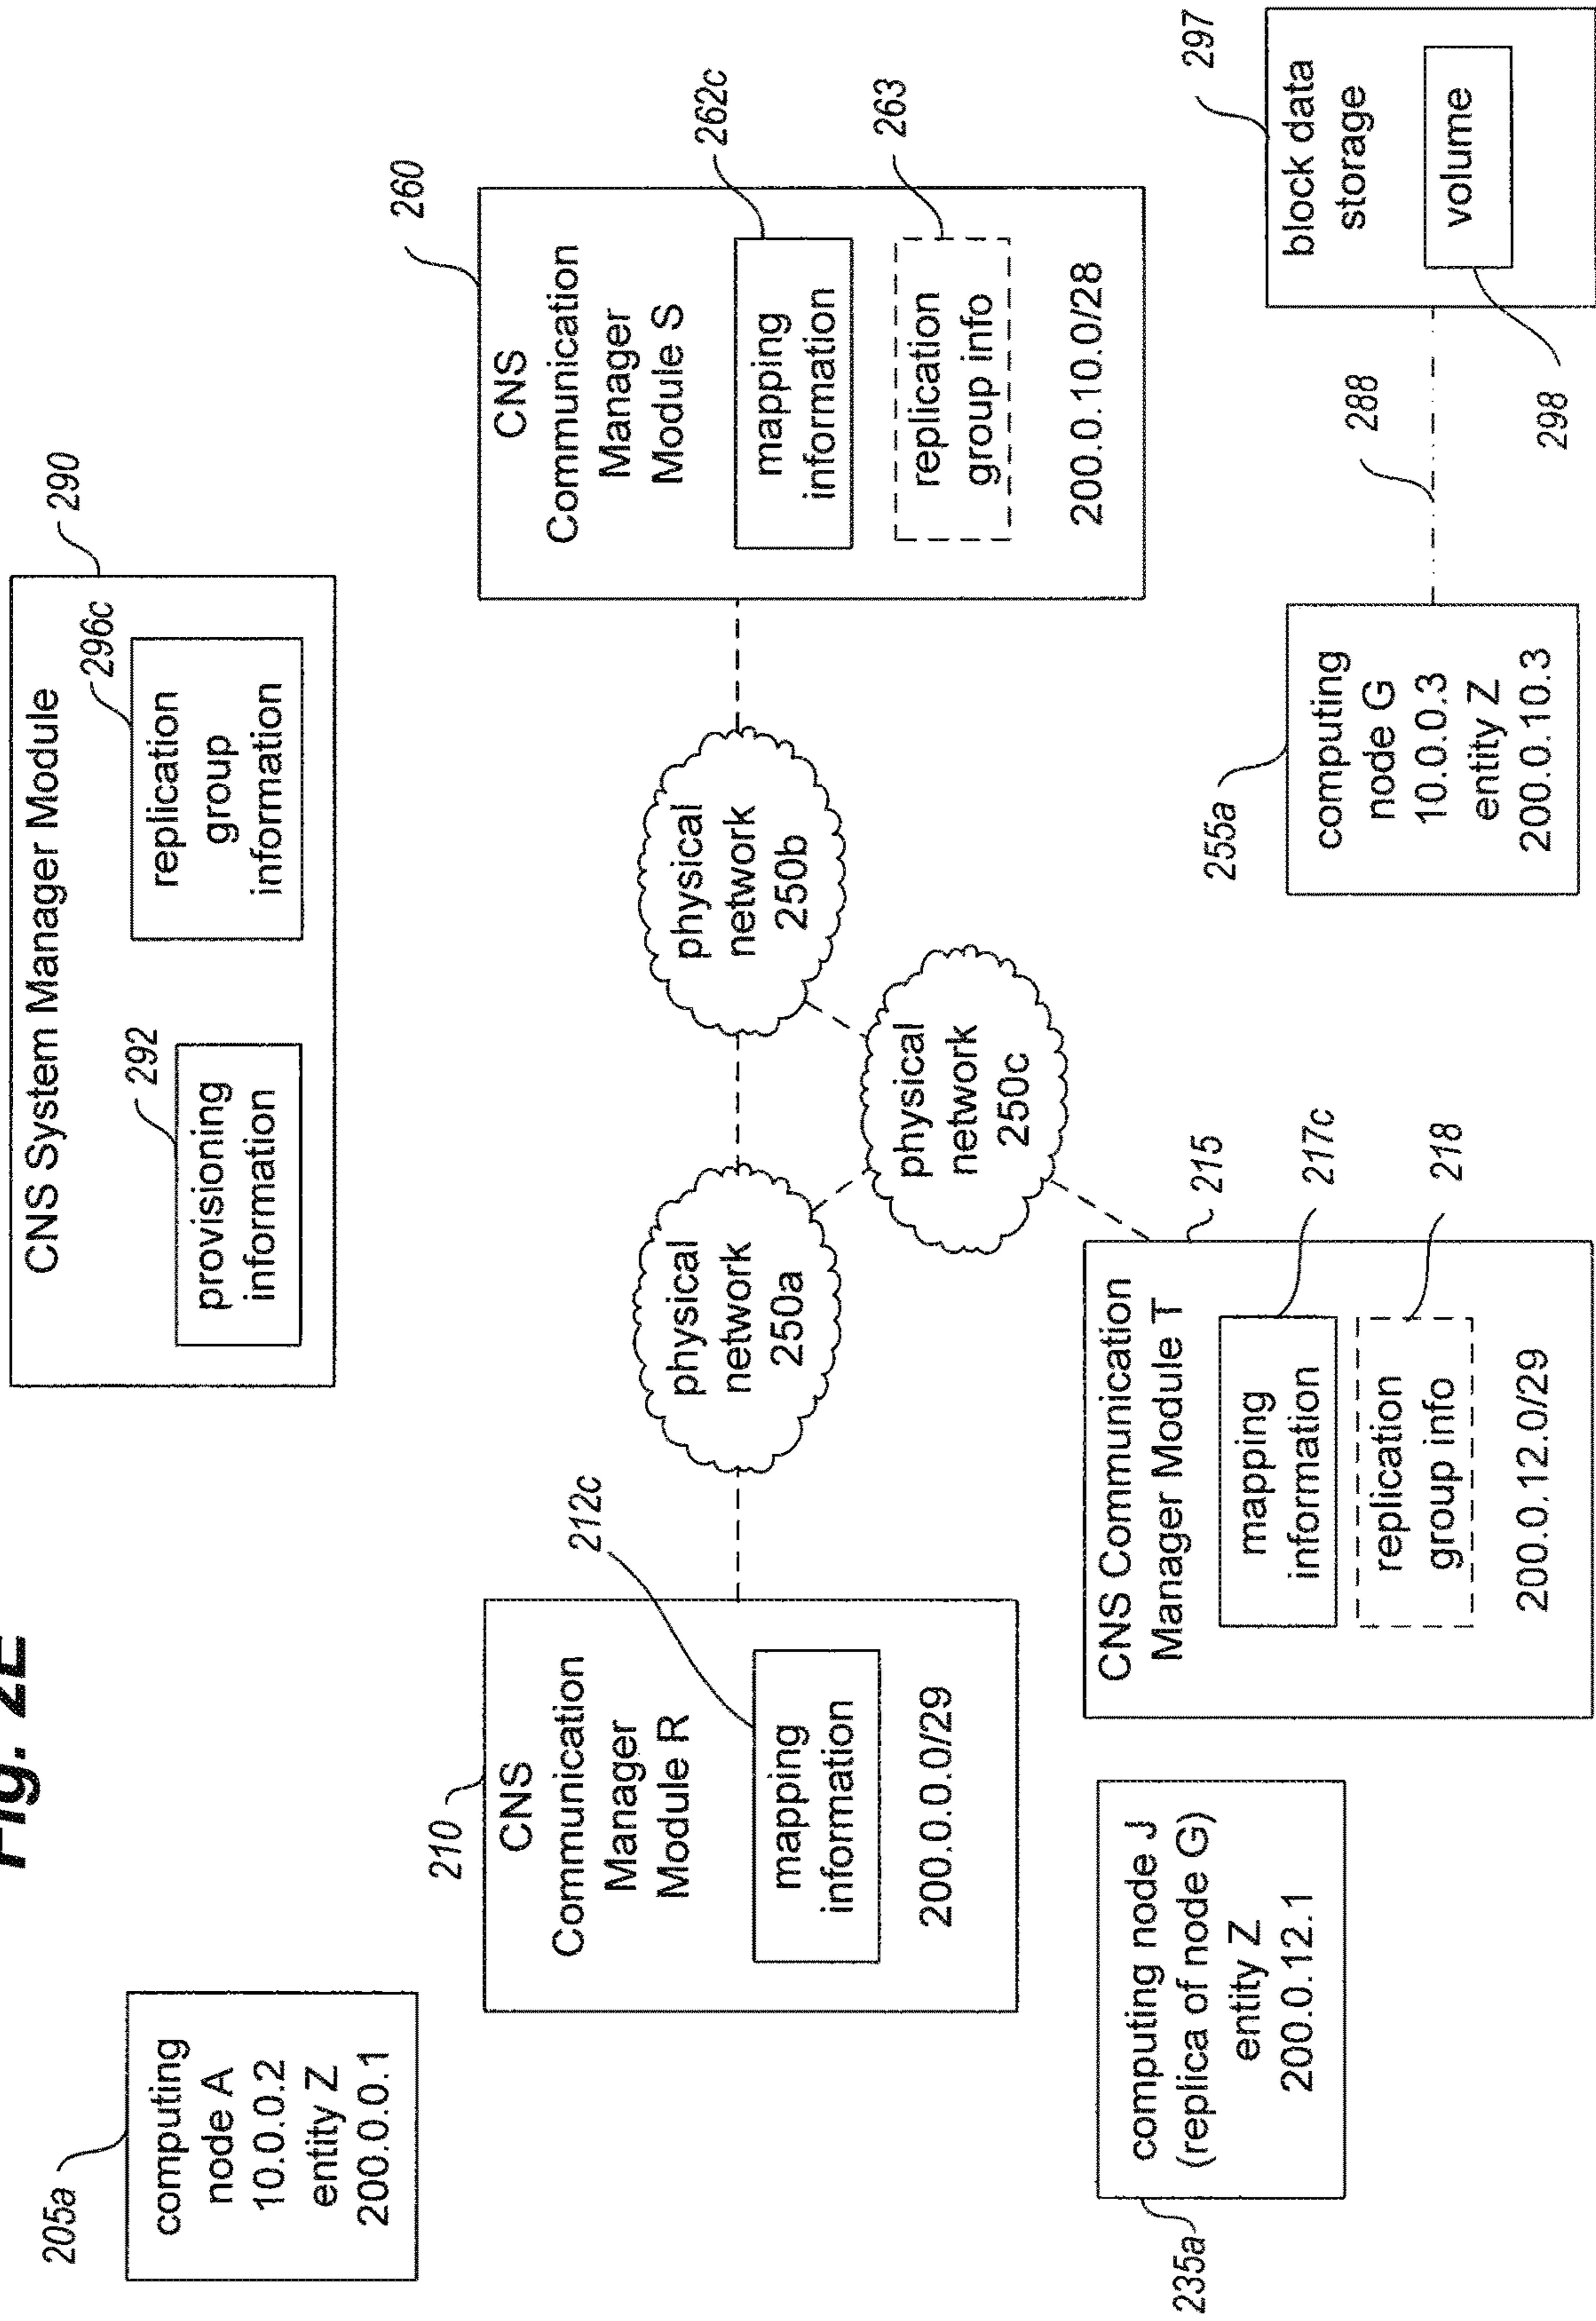 Fig. 2E
CNS System Manager Module
290
provisioning
information
292
replication
group
information
296c
205a
computing
node A
10.0.0.2
entity Z
200.0.0.1
210
CNS
Communication
Manager
Module R
mapping
information
212c
200.0.0.0/29
physical
network
250a
physical
network
250b
physical
network
250c
260
CNS
Communication
Manager
Module S
mapping
information
262c
replication
group info
263
200.0.10.0/28
235a
computing node J
(replica of node G)
entity Z
200.0.12.1
CNS Communication
Manager Module T
215
mapping
information
217c
replication
group info
218
200.0.12.0/29
255a
computing
node G
10.0.0.3
entity Z
200.0.10.3
288
block data
storage
297
volume
298